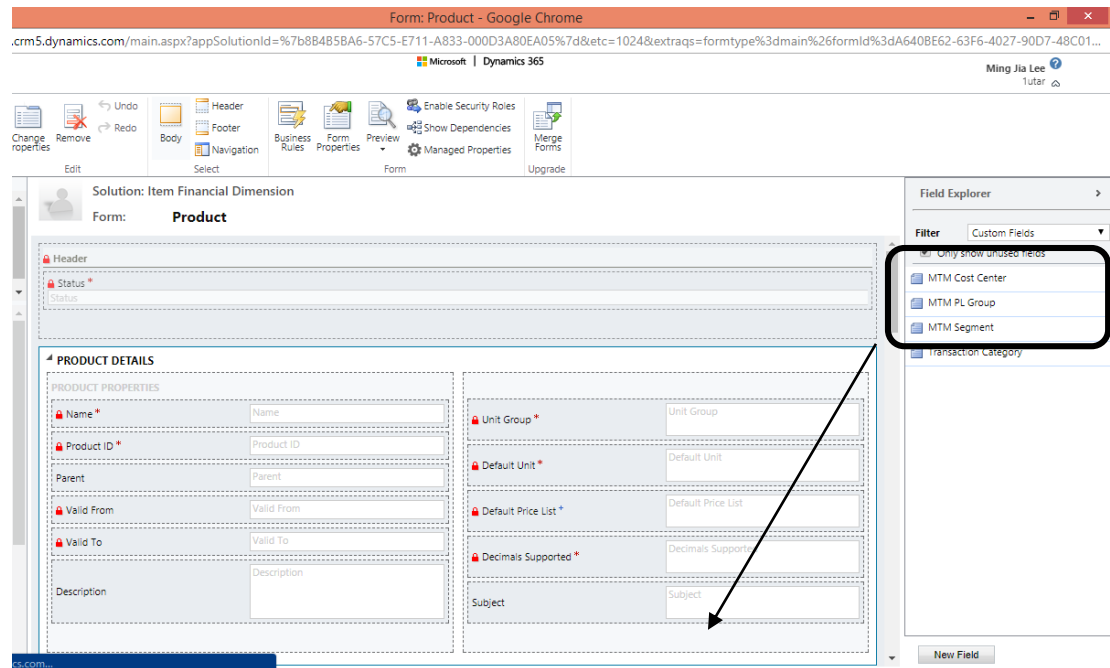 Form: Product - Google Chrome
.crm5.dynamics.com/main.aspx?appSolutionId=%7b8B4B5BA6-57C5-E711-A833-000D3A80EA05%7d&etc=1024&extraqs=formtype%3dmain%26formId%3dA640BE62-63F6-4027-90D7-48C01...
Microsoft | Dynamics 365
Ming Jia Lee
1utar
Change Properties
Remove
Undo
Redo
Edit
Body
Header
Footer
Navigation
Select
Business Rules
Form Properties
Preview
Enable Security Roles
Show Dependencies
Managed Properties
Form
Merge Forms
Upgrade
Solution: Item Financial Dimension
Form: Product
Header
Status *
Status
PRODUCT DETAILS
PRODUCT PROPERTIES
Name * Name
Product ID * Product ID
Parent Parent
Valid From Valid From
Valid To Valid To
Description Description
Unit Group * Unit Group
Default Unit * Default Unit
Default Price List + Default Price List
Decimals Supported * Decimals Supported
Subject Subject
Field Explorer
Filter Custom Fields
Only show unused fields
MTM Cost Center
MTM PL Group
MTM Segment
Transaction Category
New Field
cs.com...